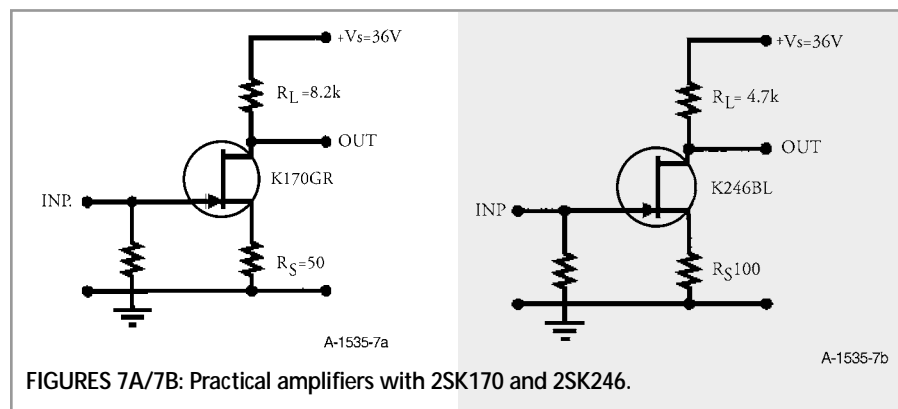 +Vs=36V
RL=8.2k
OUT
K170GR
INP.
RS=50
A-1535-7a
+Vs=36V
RL= 4.7k
OUT
K246BL
INP
RS100
A-1535-7b
FIGURES 7A/7B: Practical amplifiers with 2SK170 and 2SK246.